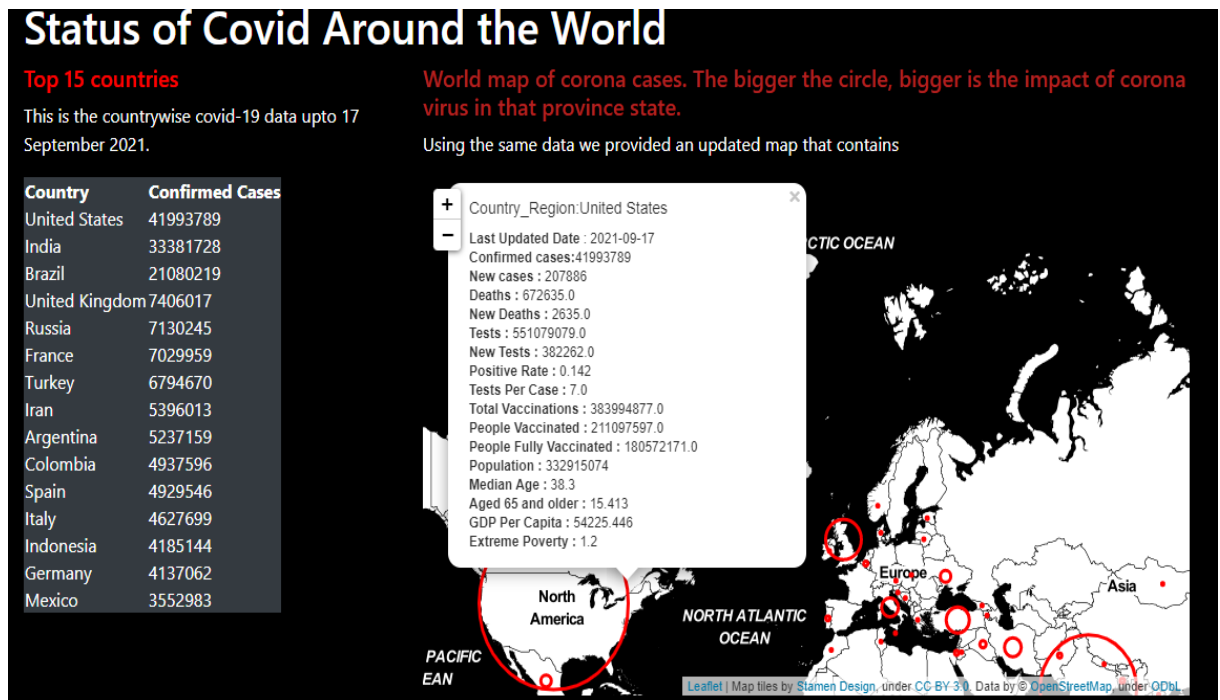 Status of Covid Around the World
Top 15 countries
This is the countrywise covid-19 data upto 17
September 2021.
Country Confirmed Cases
United States 41993789
India 33381728
Brazil 21080219
United Kingdom 7406017
Russia 7130245
France 7029959
Turkey 6794670
Iran 5396013
Argentina 5237159
Colombia 4937596
Spain 4929546
Italy 4627699
Indonesia 4185144
Germany 4137062
Mexico 3552983
World map of corona cases. The bigger the circle, bigger is the impact of corona
virus in that province state.
Using the same data we provided an updated map that contains
+
−
×
Country_Region:United States
Last Updated Date : 2021-09-17
Confirmed cases:41993789
New cases : 207886
Deaths : 672635.0
New Deaths : 2635.0
Tests : 551079079.0
New Tests : 382262.0
Positive Rate : 0.142
Tests Per Case : 7.0
Total Vaccinations : 383994877.0
People Vaccinated : 211097597.0
People Fully Vaccinated : 180572171.0
Population : 332915074
Median Age : 38.3
Aged 65 and older : 15.413
GDP Per Capita : 54225.446
Extreme Poverty : 1.2
CTIC OCEAN
Europe
Asia
North
America
NORTH ATLANTIC
OCEAN
PACIFIC
EAN
Leaflet | Map tiles by Stamen Design, under CC BY 3.0. Data by © OpenStreetMap, under ODbL.